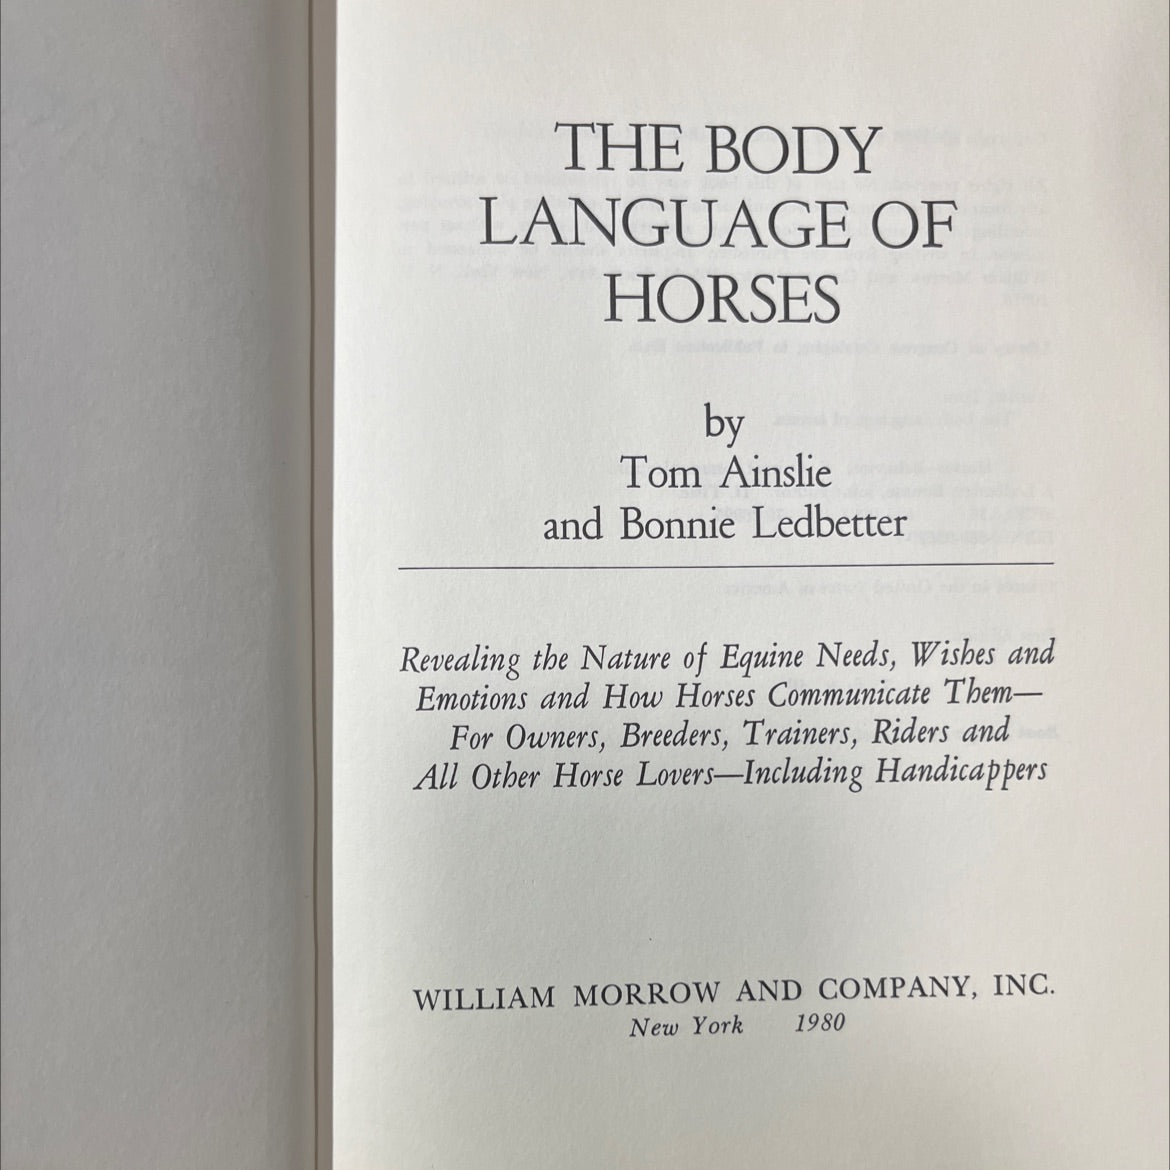 THE BODY
LANGUAGE OF
HORSES
by
Tom Ainslie
and Bonnie Ledbetter
Revealing the Nature of Equine Needs, Wishes and
Emotions and How Horses Communicate Them—
For Owners, Breeders, Trainers, Riders and
All Other Horse Lovers—Including Handicappers
WILLIAM MORROW AND COMPANY, INC.
New York 1980